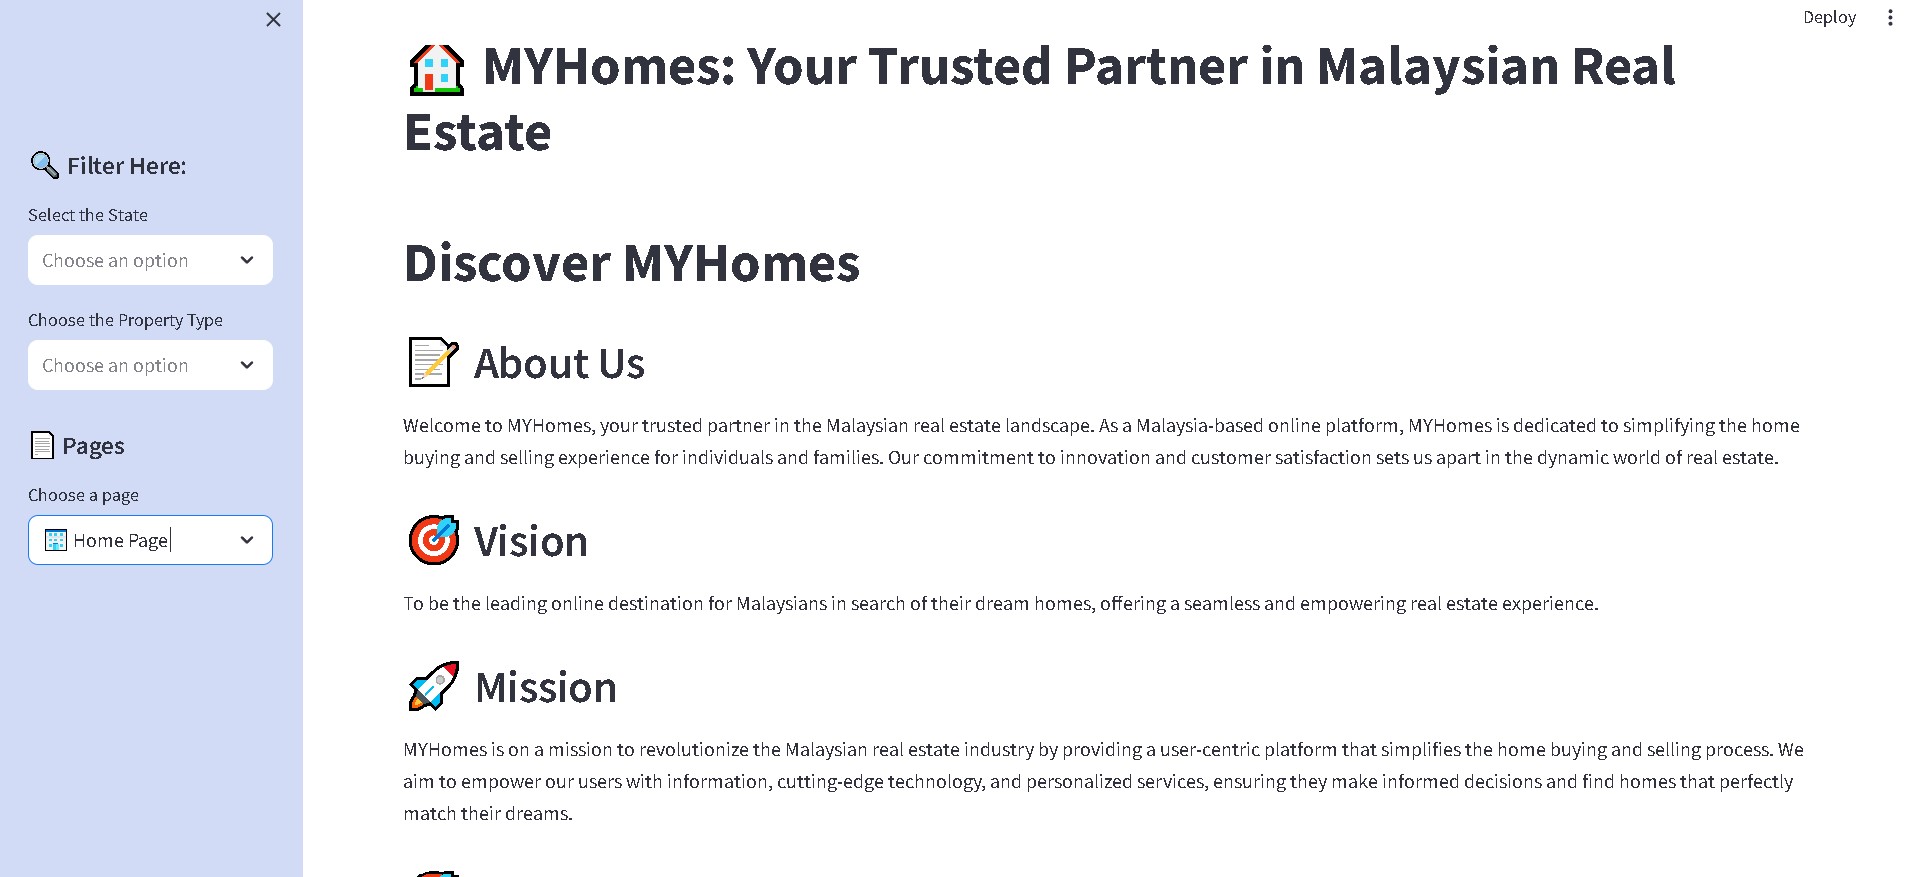 Deploy
Filter Here:
Select the State
Choose an option
Choose the Property Type
Choose an option
Pages
Choose a page
Home Page
MYHomes: Your Trusted Partner in Malaysian Real
Estate
Discover MYHomes
About Us
Welcome to MYHomes, your trusted partner in the Malaysian real estate landscape. As a Malaysia-based online platform, MYHomes is dedicated to simplifying the home
buying and selling experience for individuals and families. Our commitment to innovation and customer satisfaction sets us apart in the dynamic world of real estate.
Vision
To be the leading online destination for Malaysians in search of their dream homes, offering a seamless and empowering real estate experience.
Mission
MYHomes is on a mission to revolutionize the Malaysian real estate industry by providing a user-centric platform that simplifies the home buying and selling process. We
aim to empower our users with information, cutting-edge technology, and personalized services, ensuring they make informed decisions and find homes that perfectly
match their dreams.